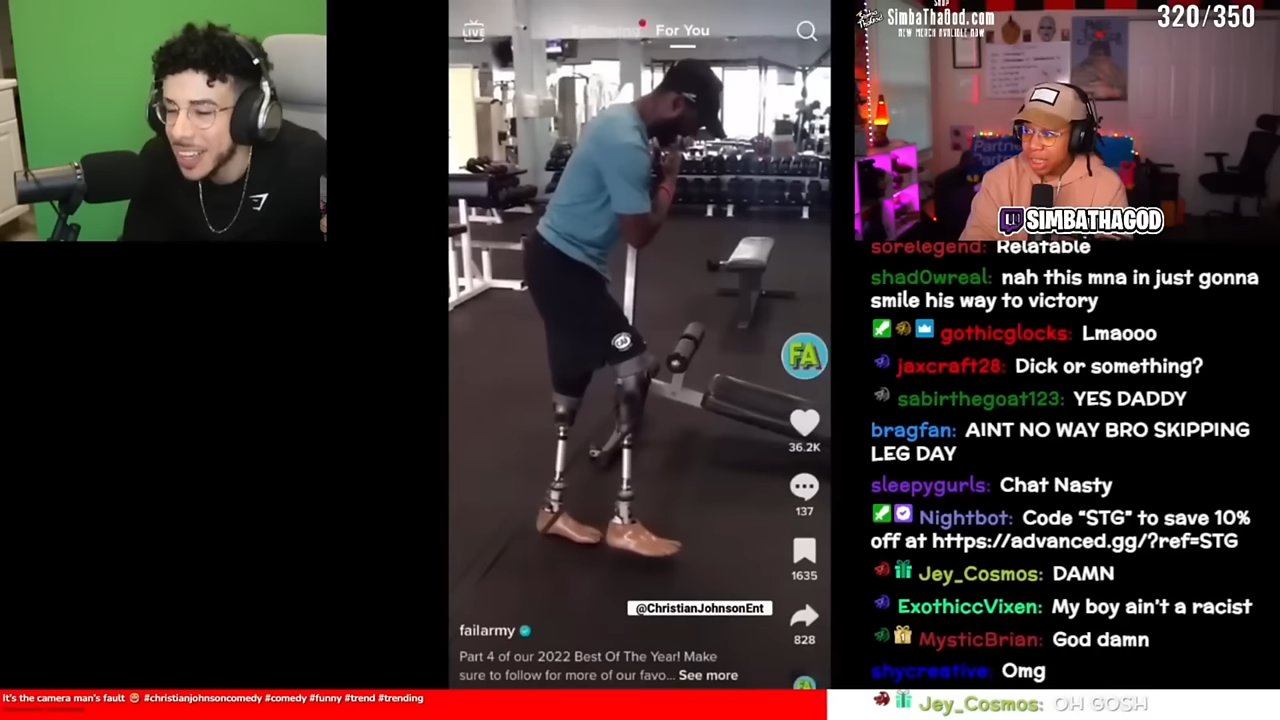 LIVE
For You
SHOP
SimbaThaGod.com
NEW MERCH AVAILABLE NOW
320/350
SIMBATHAGOD
sorelegend: Relatable
shad0wreal: nah this mna in just gonna
smile his way to victory
gothicglocks: Lmaooo
jaxcraft28: Dick or something?
sabirthegoat123: YES DADDY
bragfan: AINT NO WAY BRO SKIPPING
LEG DAY
sleepygurls: Chat Nasty
Nightbot: Code “STG” to save 10%
off at https://advanced.gg/?ref=STG
Jey_Cosmos: DAMN
ExothiccVixen: My boy ain't a racist
MysticBrian: God damn
shycreative: Omg
Jey_Cosmos: OH GOSH
FA
36.2K
137
1635
828
@ChristianJohnsonEnt
failarmy
Part 4 of our 2022 Best Of The Year! Make
sure to follow for more of our favo... See more
It's the camera man's fault 😅 #christianjohnsoncomedy #comedy #funny #trend #trending